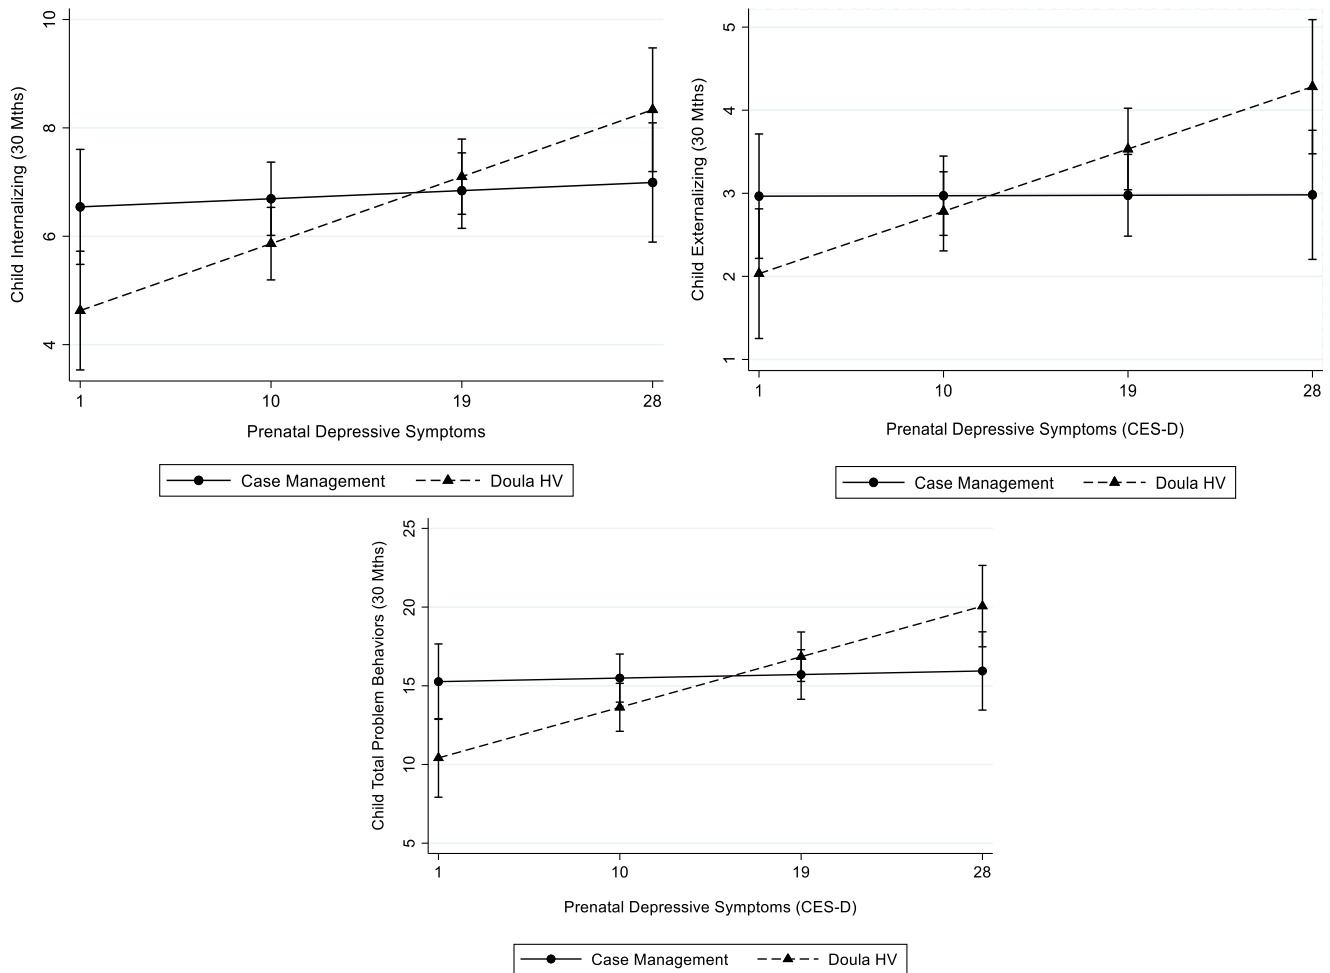 10
8
6
4
Child Internalizing (30 Mths)
1 10 19 28
Prenatal Depressive Symptoms
Case Management Doula HV
5
4
3
2
1
Child Externalizing (30 Mths)
1 10 19 28
Prenatal Depressive Symptoms (CES-D)
Case Management Doula HV
25
20
15
10
5
Child Total Problem Behaviors (30 Mths)
1 10 19 28
Prenatal Depressive Symptoms (CES-D)
Case Management Doula HV